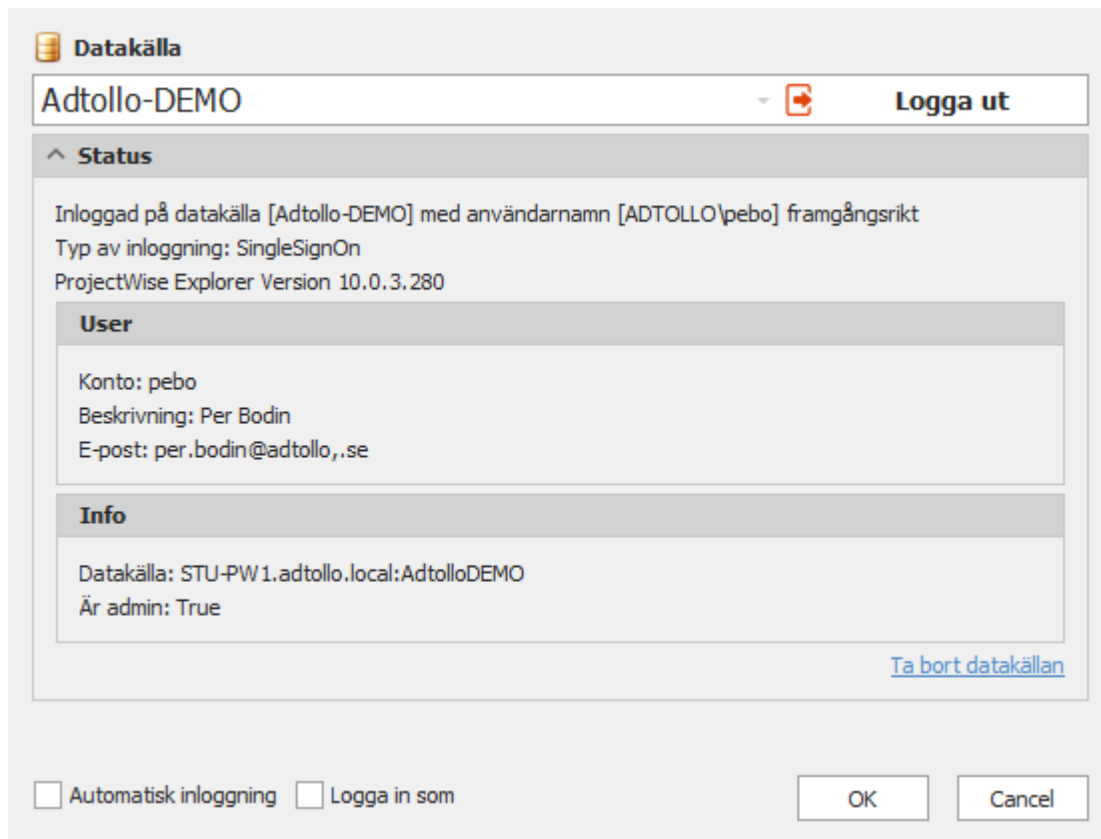 Datakälla
Adtollo-DEMO Logga ut
Status
Inloggad på datakälla [Adtollo-DEMO] med användarnamn [ADTOLLO\pebo] framgångsrikt
Typ av inloggning: SingleSignOn
ProjectWise Explorer Version 10.0.3.280
User
Konto: pebo
Beskrivning: Per Bodin
E-post: per.bodin@adtollo,.se
Info
Datakälla: STU-PW1.adtollo.local:AdtolloDEMO
Är admin: True
Ta bort datakällan
Automatisk inloggning Logga in som OK Cancel